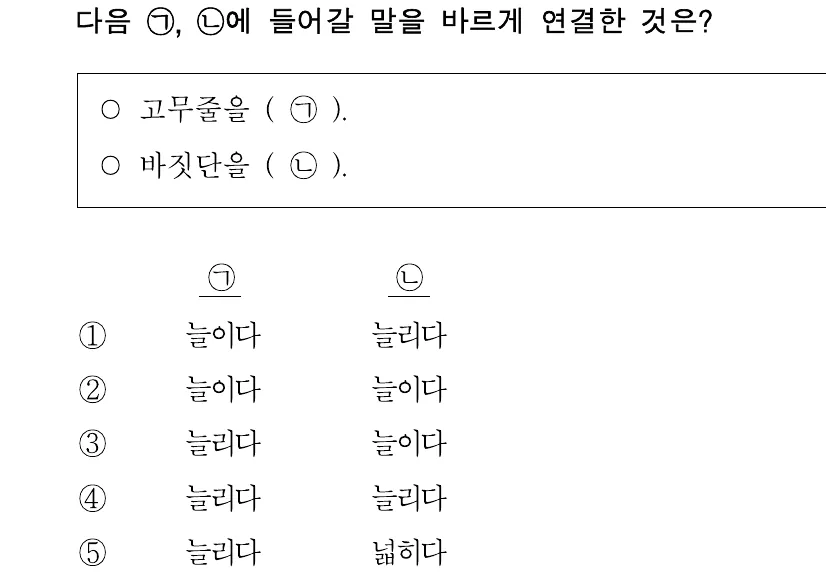 다음 ㉠, ㉡에 들어갈 말을 바르게 연결한 것은?
○ 고무줄을 ( ㉠ ).
○ 바짓단을 ( ㉡ ).
㉠ ㉡
① 늘이다 늘리다
② 늘이다 늘이다
③ 늘리다 늘이다
④ 늘리다 늘리다
⑤ 늘리다 넓히다